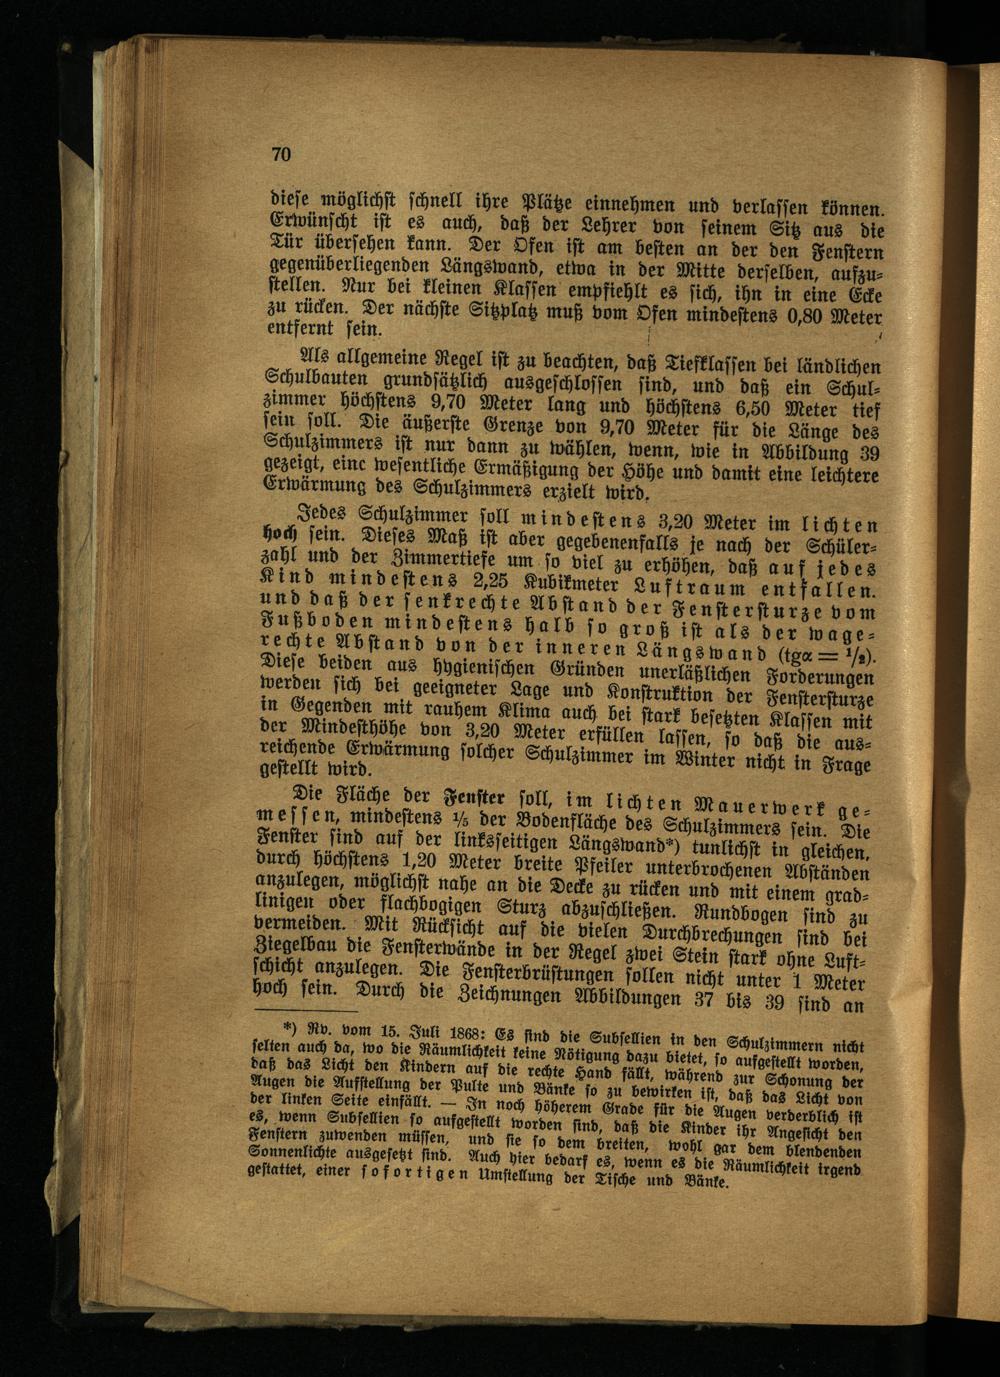 70
diese möglichst schnell ihre Plätze einnehmen und verlassen können.
Erwünscht ist es auch, daß der Lehrer von seinem Sitz aus die
Tür übersehen kann. Der Ofen ist am besten an der den Fenstern
gegenüberliegenden Längswand, etwa in der Mitte derselben, aufzu-
stellen. Nur bei kleinen Klassen empfiehlt es sich, ihn in eine Ecke
zu rücken. Der nächste Sitzplatz muß vom Ofen mindestens 0,80 Meter
entfernt sein.
Als allgemeine Regel ist zu beachten, daß Tiefklassen bei ländlichen
Schulbauten grundsätzlich ausgeschlossen sind, und daß ein Schul-
zimmer höchstens 9,70 Meter lang und höchstens 6,50 Meter tief
sein soll. Die äußerste Grenze von 9,70 Meter für die Länge des
Schulzimmers ist nur dann zu wählen, wenn, wie in Abbildung 39
gezeigt, eine wesentliche Ermäßigung der Höhe und damit eine leichtere
Erwärmung des Schulzimmers erzielt wird.
Jedes Schulzimmer soll mindestens 3,20 Meter im lichten
hoch sein. Dieses Maß ist aber gegebenenfalls je nach der Schüler-
zahl und der Zimmertiefe um so viel zu erhöhen, daß auf jedes
Kind mindestens 2,25 Kubikmeter Luftraum entfallen.
und daß der senkrechte Abstand der Fenstersturze vom
Fußboden mindestens halb so groß ist als der wage-
rechte Abstand von der inneren Längswand (tgα = 1/2).
Diese beiden aus hygienischen Gründen unerläßlichen Forderungen
werden sich bei geeigneter Lage und Konstruktion der Fenstersturze
in Gegenden mit rauhem Klima auch bei stark besetzten Klassen mit
der Mindesthöhe von 3,20 Meter erfüllen lassen, so daß die aus-
reichende Erwärmung solcher Schulzimmer im Winter nicht in Frage
gestellt wird.
Die Fläche der Fenster soll, im lichten Mauerwerk ge-
messen, mindestens 1/5 der Bodenfläche des Schulzimmers sein. Die
Fenster sind auf der linksseitigen Längswand*) tunlichst in gleichen,
durch höchstens 1,20 Meter breite Pfeiler unterbrochenen Abständen
anzulegen, möglichst nahe an die Decke zu rücken und mit einem grad-
linigen oder flachbogigen Sturz abzuschließen. Rundbogen sind zu
vermeiden. Mit Rücksicht auf die vielen Durchbrechungen sind bei
Ziegelbau die Fensterwände in der Regel zwei Stein stark ohne Luft-
schicht anzulegen. Die Fensterbrüstungen sollen nicht unter 1 Meter
hoch sein. Durch die Zeichnungen Abbildungen 37 bis 39 sind an
*) Rv. vom 15. Juli 1868: Es sind die Subsellien in den Schulzimmern nicht
selten auch da, wo die Räumlichkeit keine Nötigung dazu bietet, so aufgestellt worden,
daß das Licht den Kindern auf die rechte Hand fällt, während zur Schonung der
Augen die Aufstellung der Pulte und Bänke so zu bewirken ist, daß das Licht von
der linken Seite einfällt. — In noch höherem Grade für die Augen verderblich ist
es, wenn Subsellien so aufgestellt worden sind, daß die Kinder ihr Angesicht den
Fenstern zuwenden müssen, und sie so dem breiten, wohl gar dem blendenden
Sonnenlichte ausgesetzt sind. Auch hier bedarf es, wenn es die Räumlichkeit irgend
gestattet, einer sofortigen Umstellung der Tische und Bänke.